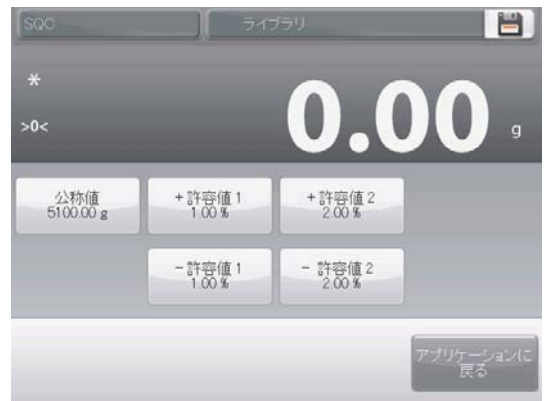 SQC
ライブラリ
*
>0<
0.00 g
公称値
5100.00 g
+許容値1
1.00 %
+許容値2
2.00 %
-許容値1
1.00 %
- 許容値2
2.00 %
アプリケーションに
戻る